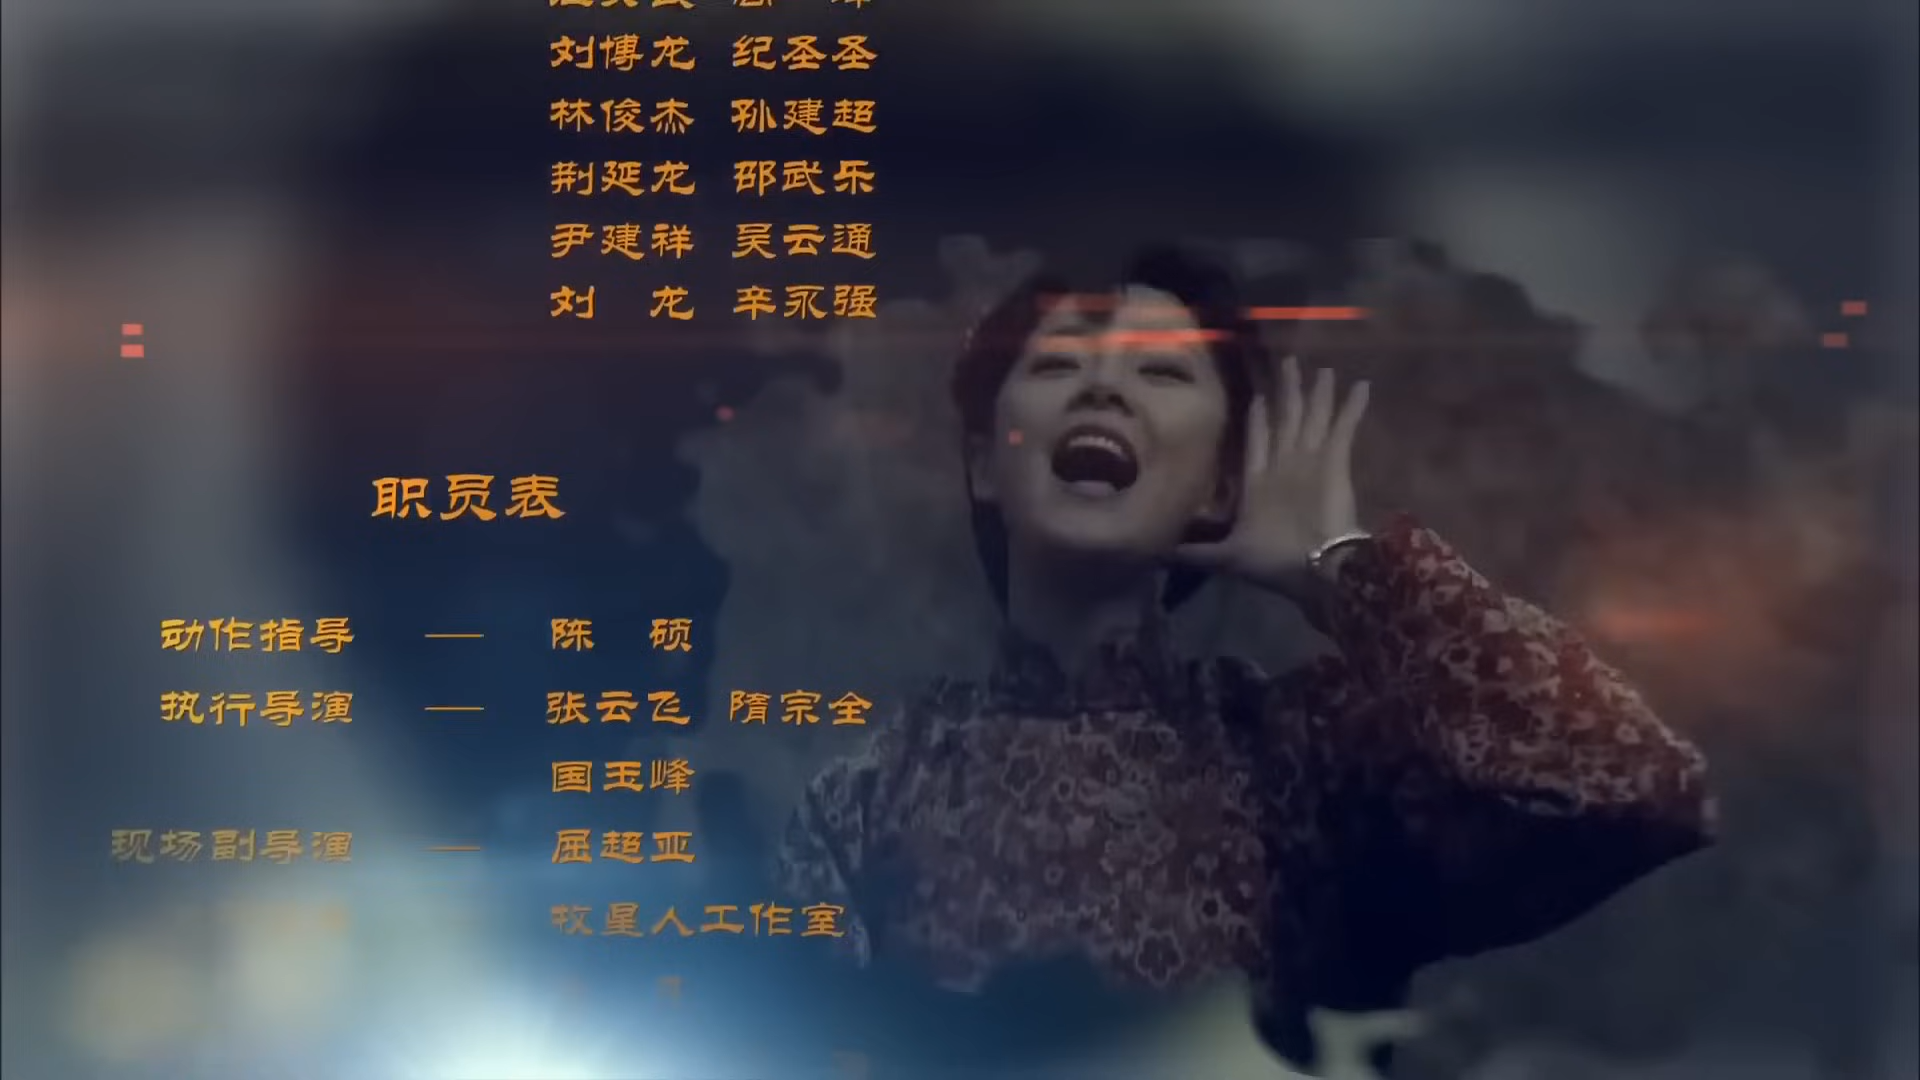 刘博龙 纪圣圣
林俊杰 孙建超
荆延龙 邵武乐
尹建祥 吴云通
刘 龙 辛永强
职员表
动作指导 — 陈 硕
执行导演 — 张云飞 隋宗全
国玉峰
现场副导演 — 屈超亚
牧星人工作室